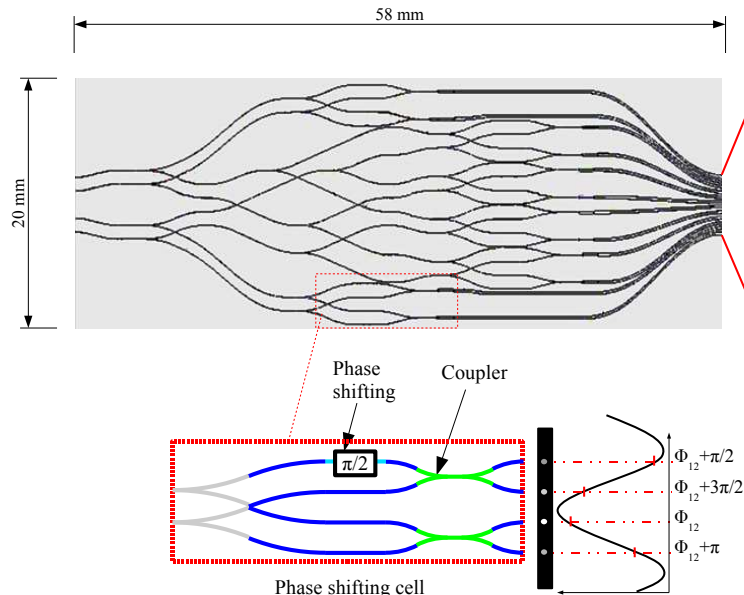 58 mm
20 mm
Phase
shifting
Coupler
π/2
Φ12+π/2
Φ12+3π/2
Φ12
Φ12+π
Phase shifting cell